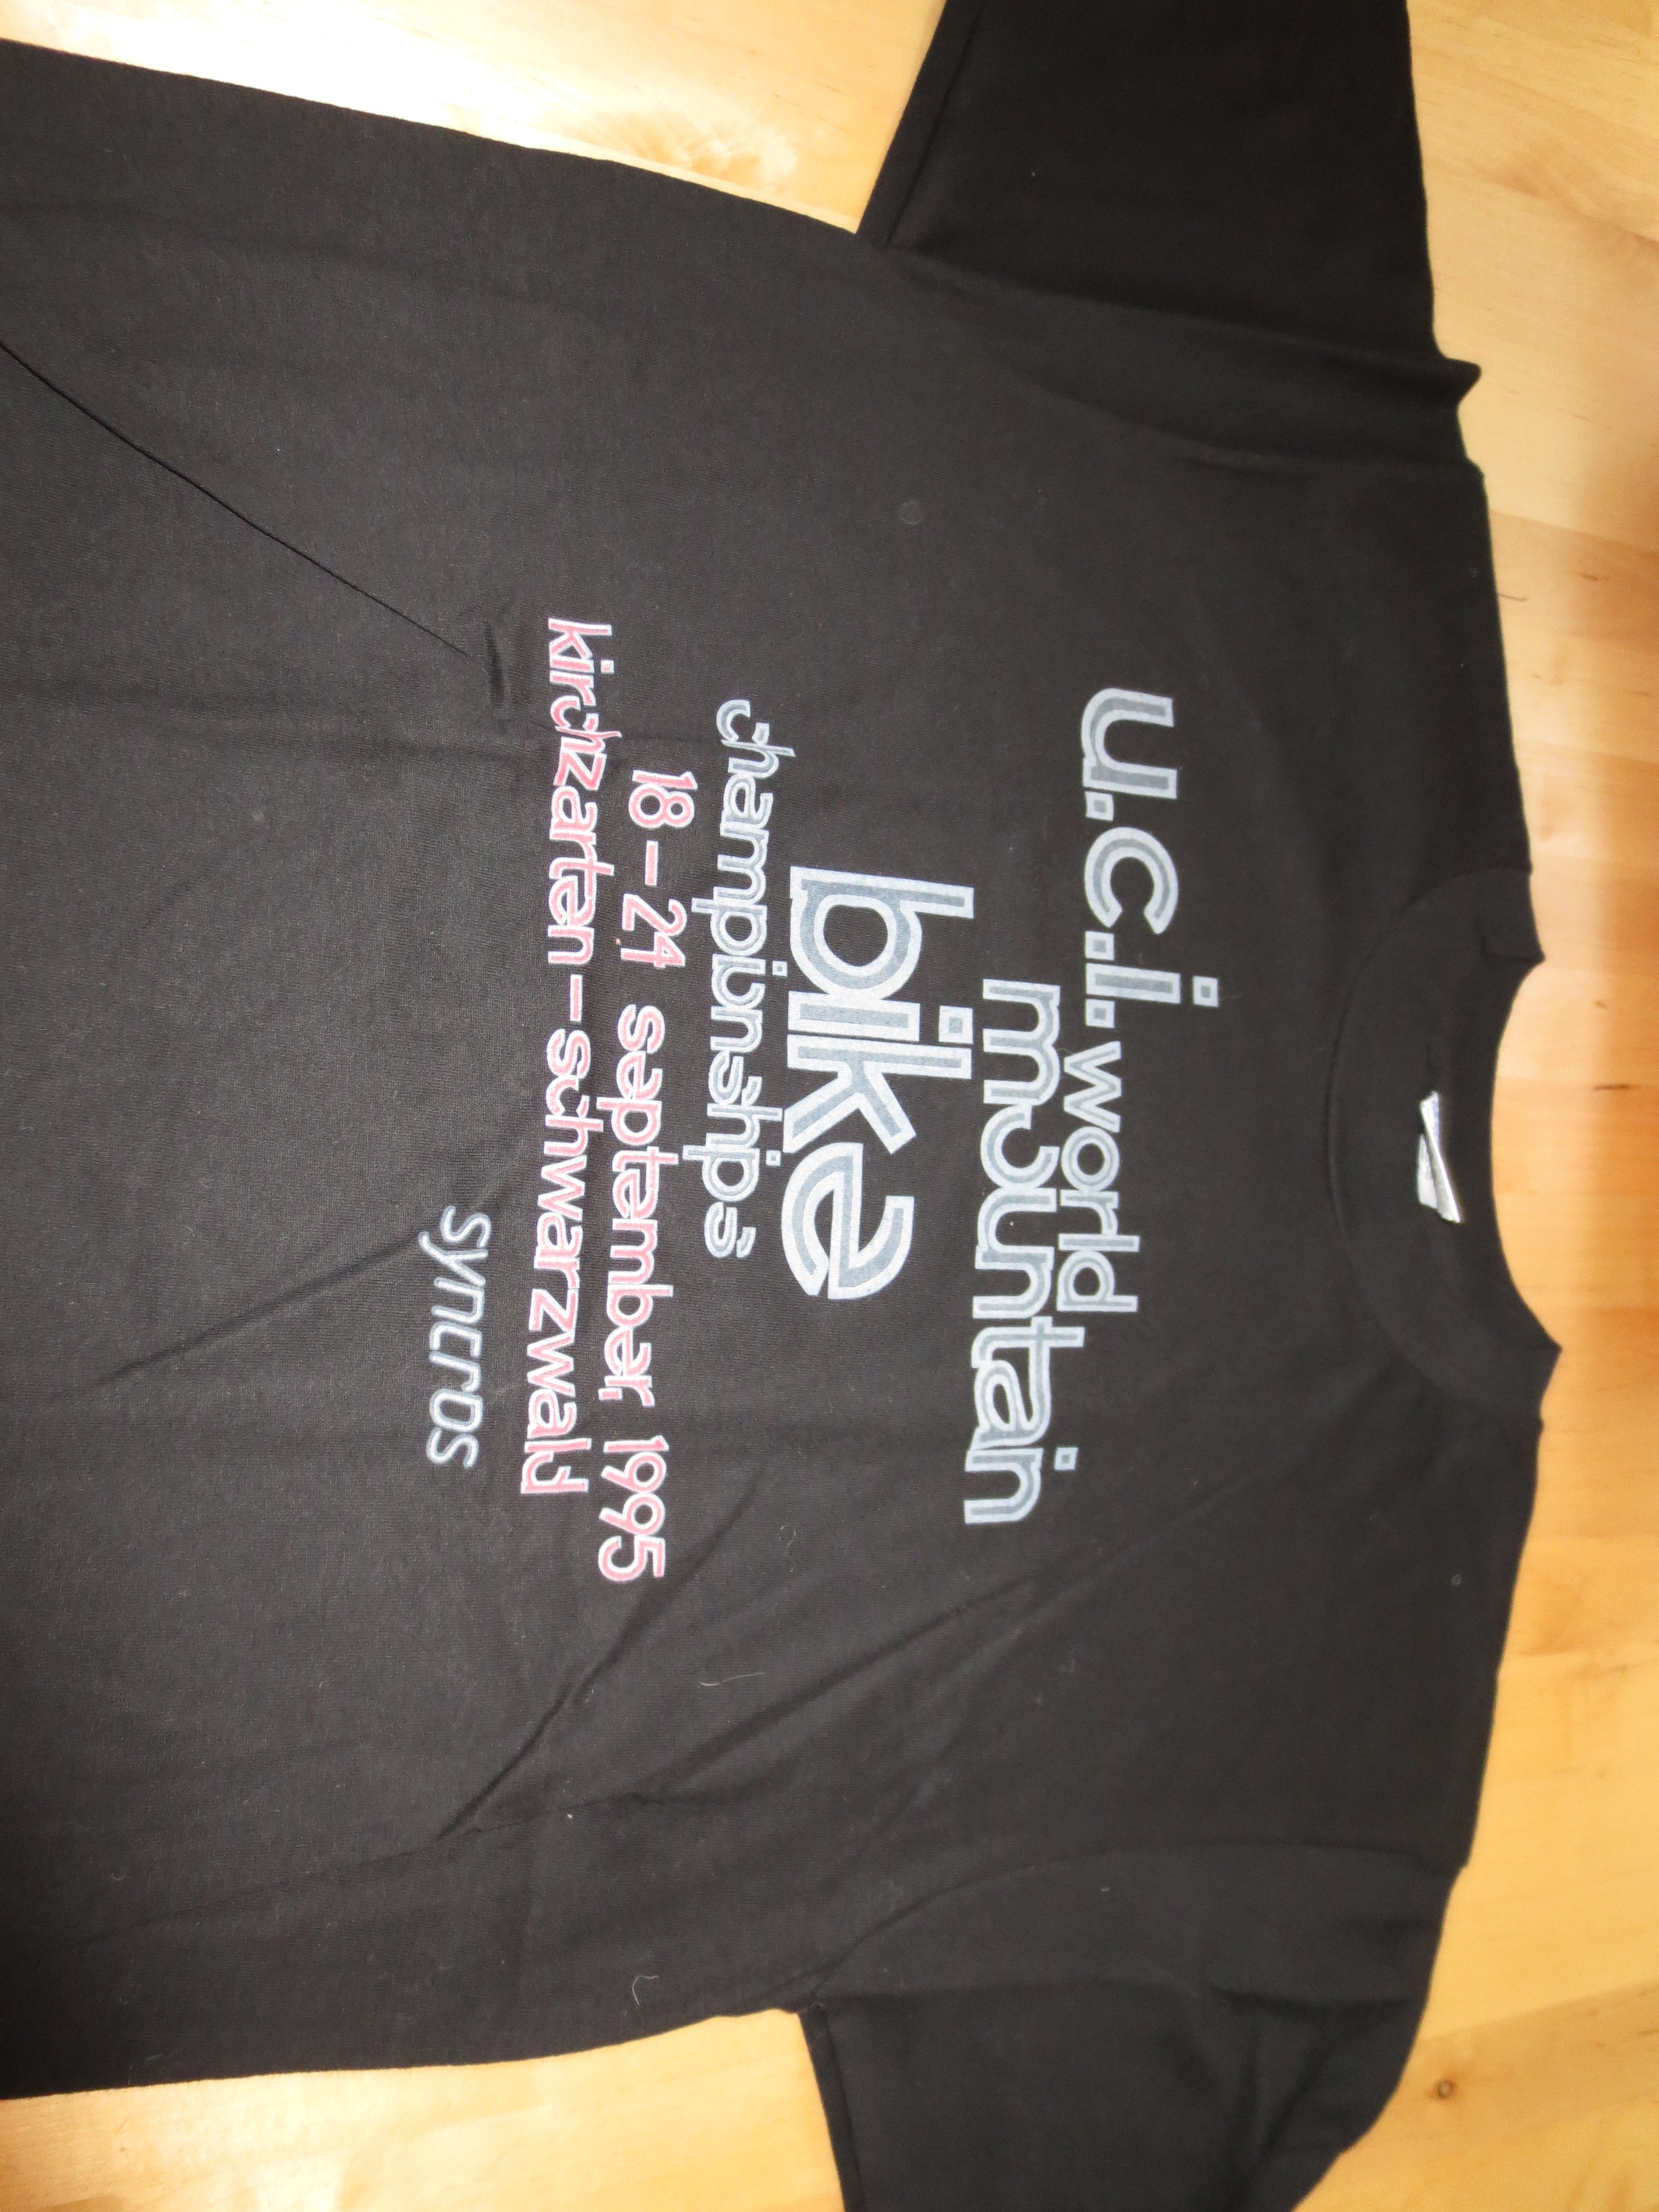 u.c.i. world
mountain
bike
championships
18-24 september, 1995
kirchzarten-schwarzwald
syncros